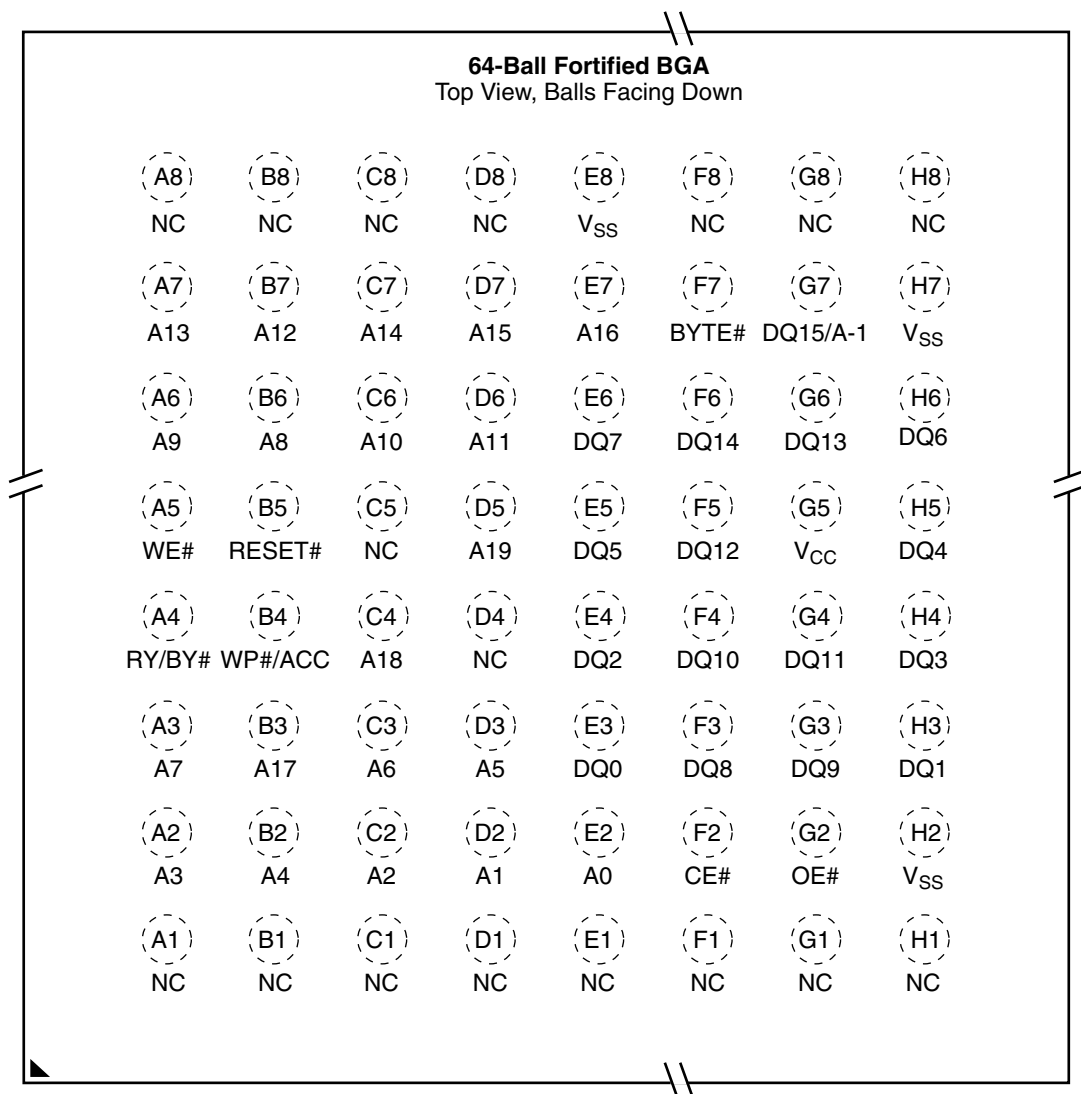 64-Ball Fortified BGA
Top View, Balls Facing Down
A8 B8 C8 D8 E8 F8 G8 H8
NC NC NC NC VSS NC NC NC
A7 B7 C7 D7 E7 F7 G7 H7
A13 A12 A14 A15 A16 BYTE# DQ15/A-1 VSS
A6 B6 C6 D6 E6 F6 G6 H6
A9 A8 A10 A11 DQ7 DQ14 DQ13 DQ6
A5 B5 C5 D5 E5 F5 G5 H5
WE# RESET# NC A19 DQ5 DQ12 VCC DQ4
A4 B4 C4 D4 E4 F4 G4 H4
RY/BY# WP#/ACC A18 NC DQ2 DQ10 DQ11 DQ3
A3 B3 C3 D3 E3 F3 G3 H3
A7 A17 A6 A5 DQ0 DQ8 DQ9 DQ1
A2 B2 C2 D2 E2 F2 G2 H2
A3 A4 A2 A1 A0 CE# OE# VSS
A1 B1 C1 D1 E1 F1 G1 H1
NC NC NC NC NC NC NC NC